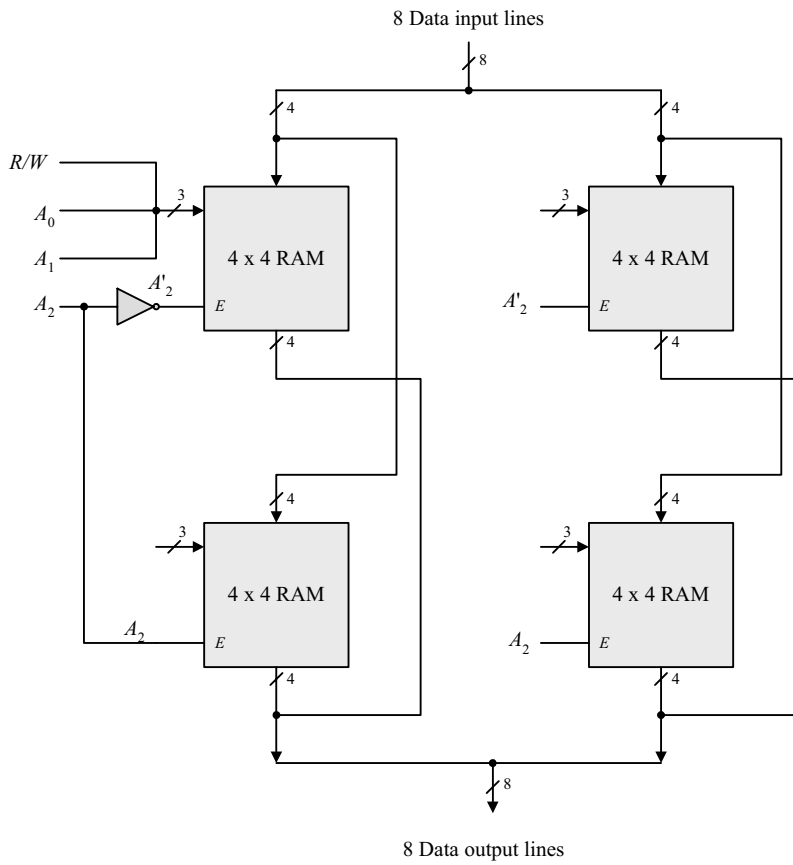 8 Data input lines
8
4 4
R/W
3 3
A0
4 x 4 RAM 4 x 4 RAM
A1
A'2
A2 E A'2 E
4 4
4 4
3 3
4 x 4 RAM 4 x 4 RAM
A2 E A2 E
4 4
8
8 Data output lines